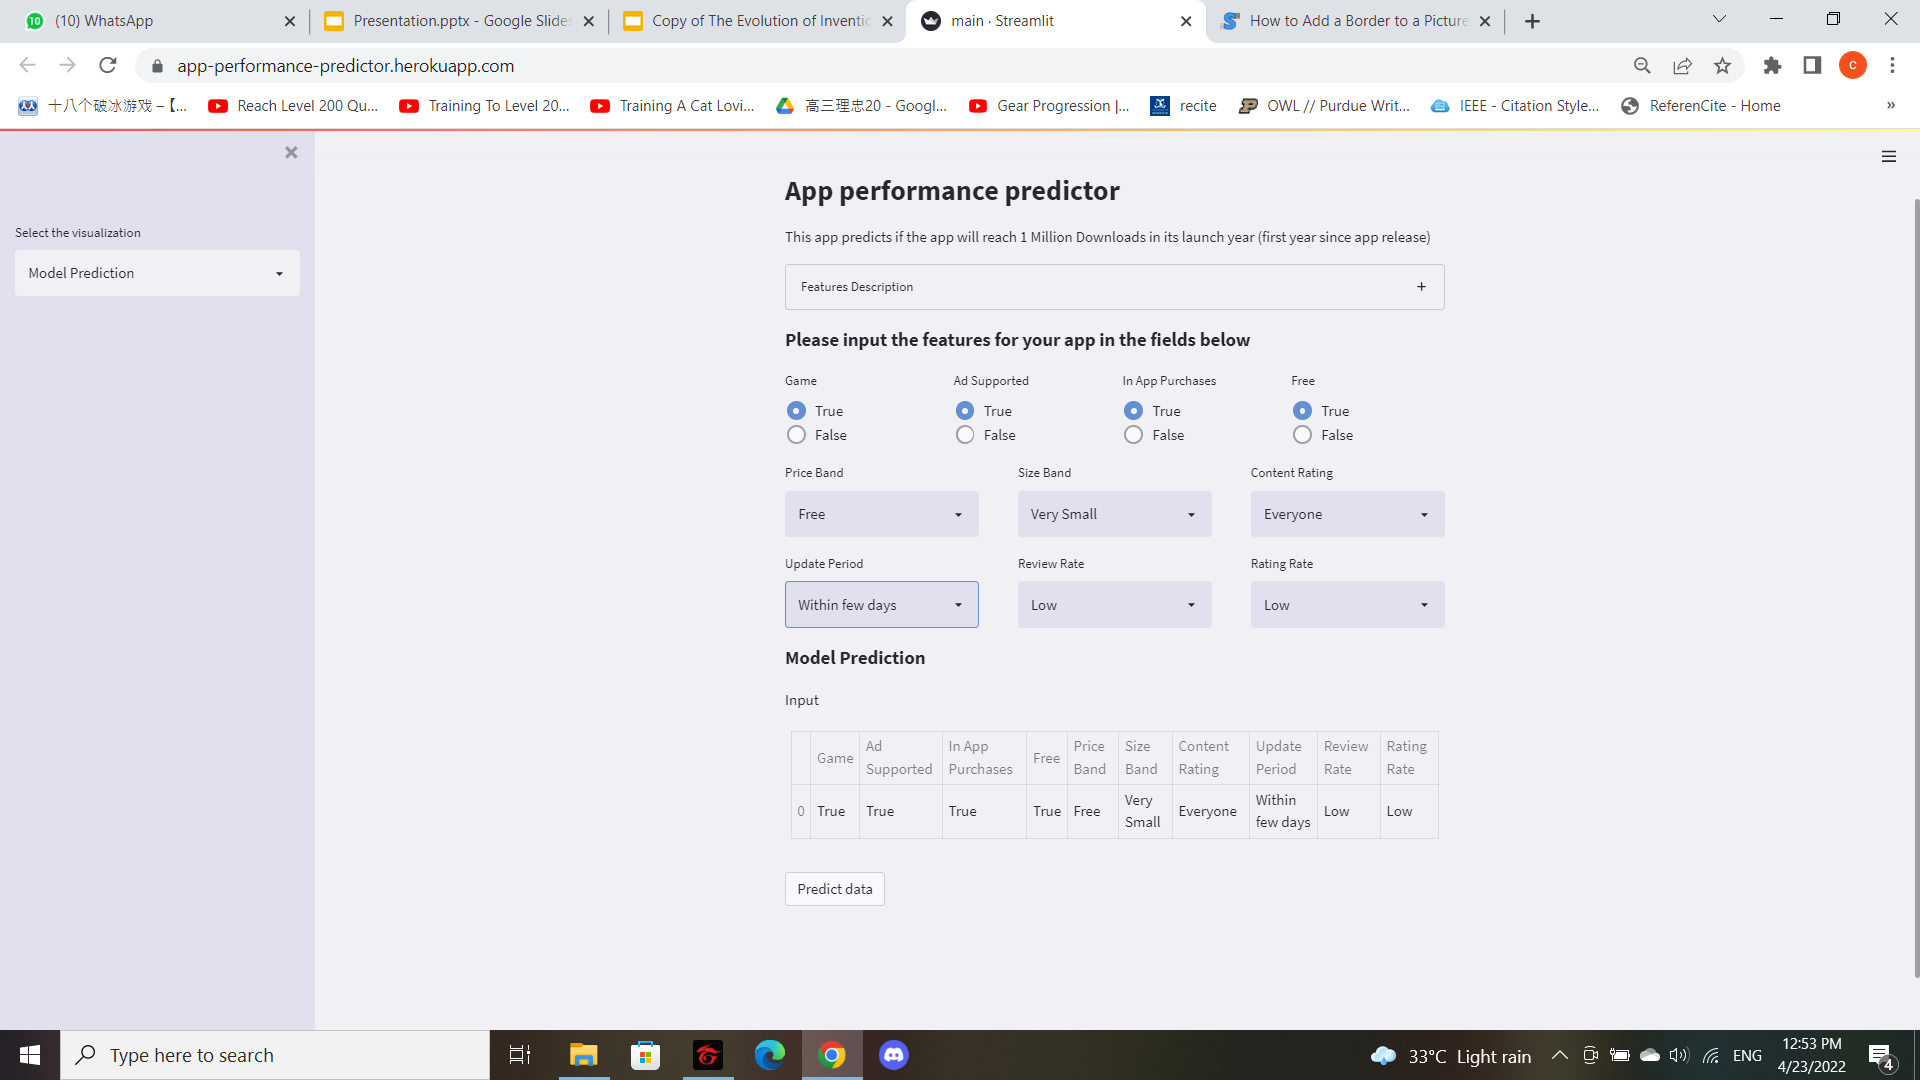 (10) WhatsApp
Presentation.pptx - Google Slides
Copy of The Evolution of Inventio
main · Streamlit
How to Add a Border to a Picture
app-performance-predictor.herokuapp.com
C
十八个破冰游戏 –【...
Reach Level 200 Qu...
Training To Level 20...
Training A Cat Lovi...
高三理忠20 - Googl...
Gear Progression |...
recite
OWL // Purdue Writ...
IEEE - Citation Style...
ReferenCite - Home
»
Select the visualization
Model Prediction
App performance predictor
This app predicts if the app will reach 1 Million Downloads in its launch year (first year since app release)
Features Description
Please input the features for your app in the fields below
Game Ad Supported In App Purchases Free
True True True True
False False False False
Price Band Size Band Content Rating
Free Very Small Everyone
Update Period Review Rate Rating Rate
Within few days Low Low
Model Prediction
Input
Game Ad Supported In App Purchases Free Price Band Size Band Content Rating Update Period Review Rate Rating Rate
0 True True True True Free Very Small Everyone Within few days Low Low
Predict data
Type here to search
33°C Light rain
ENG
12:53 PM
4/23/2022
4